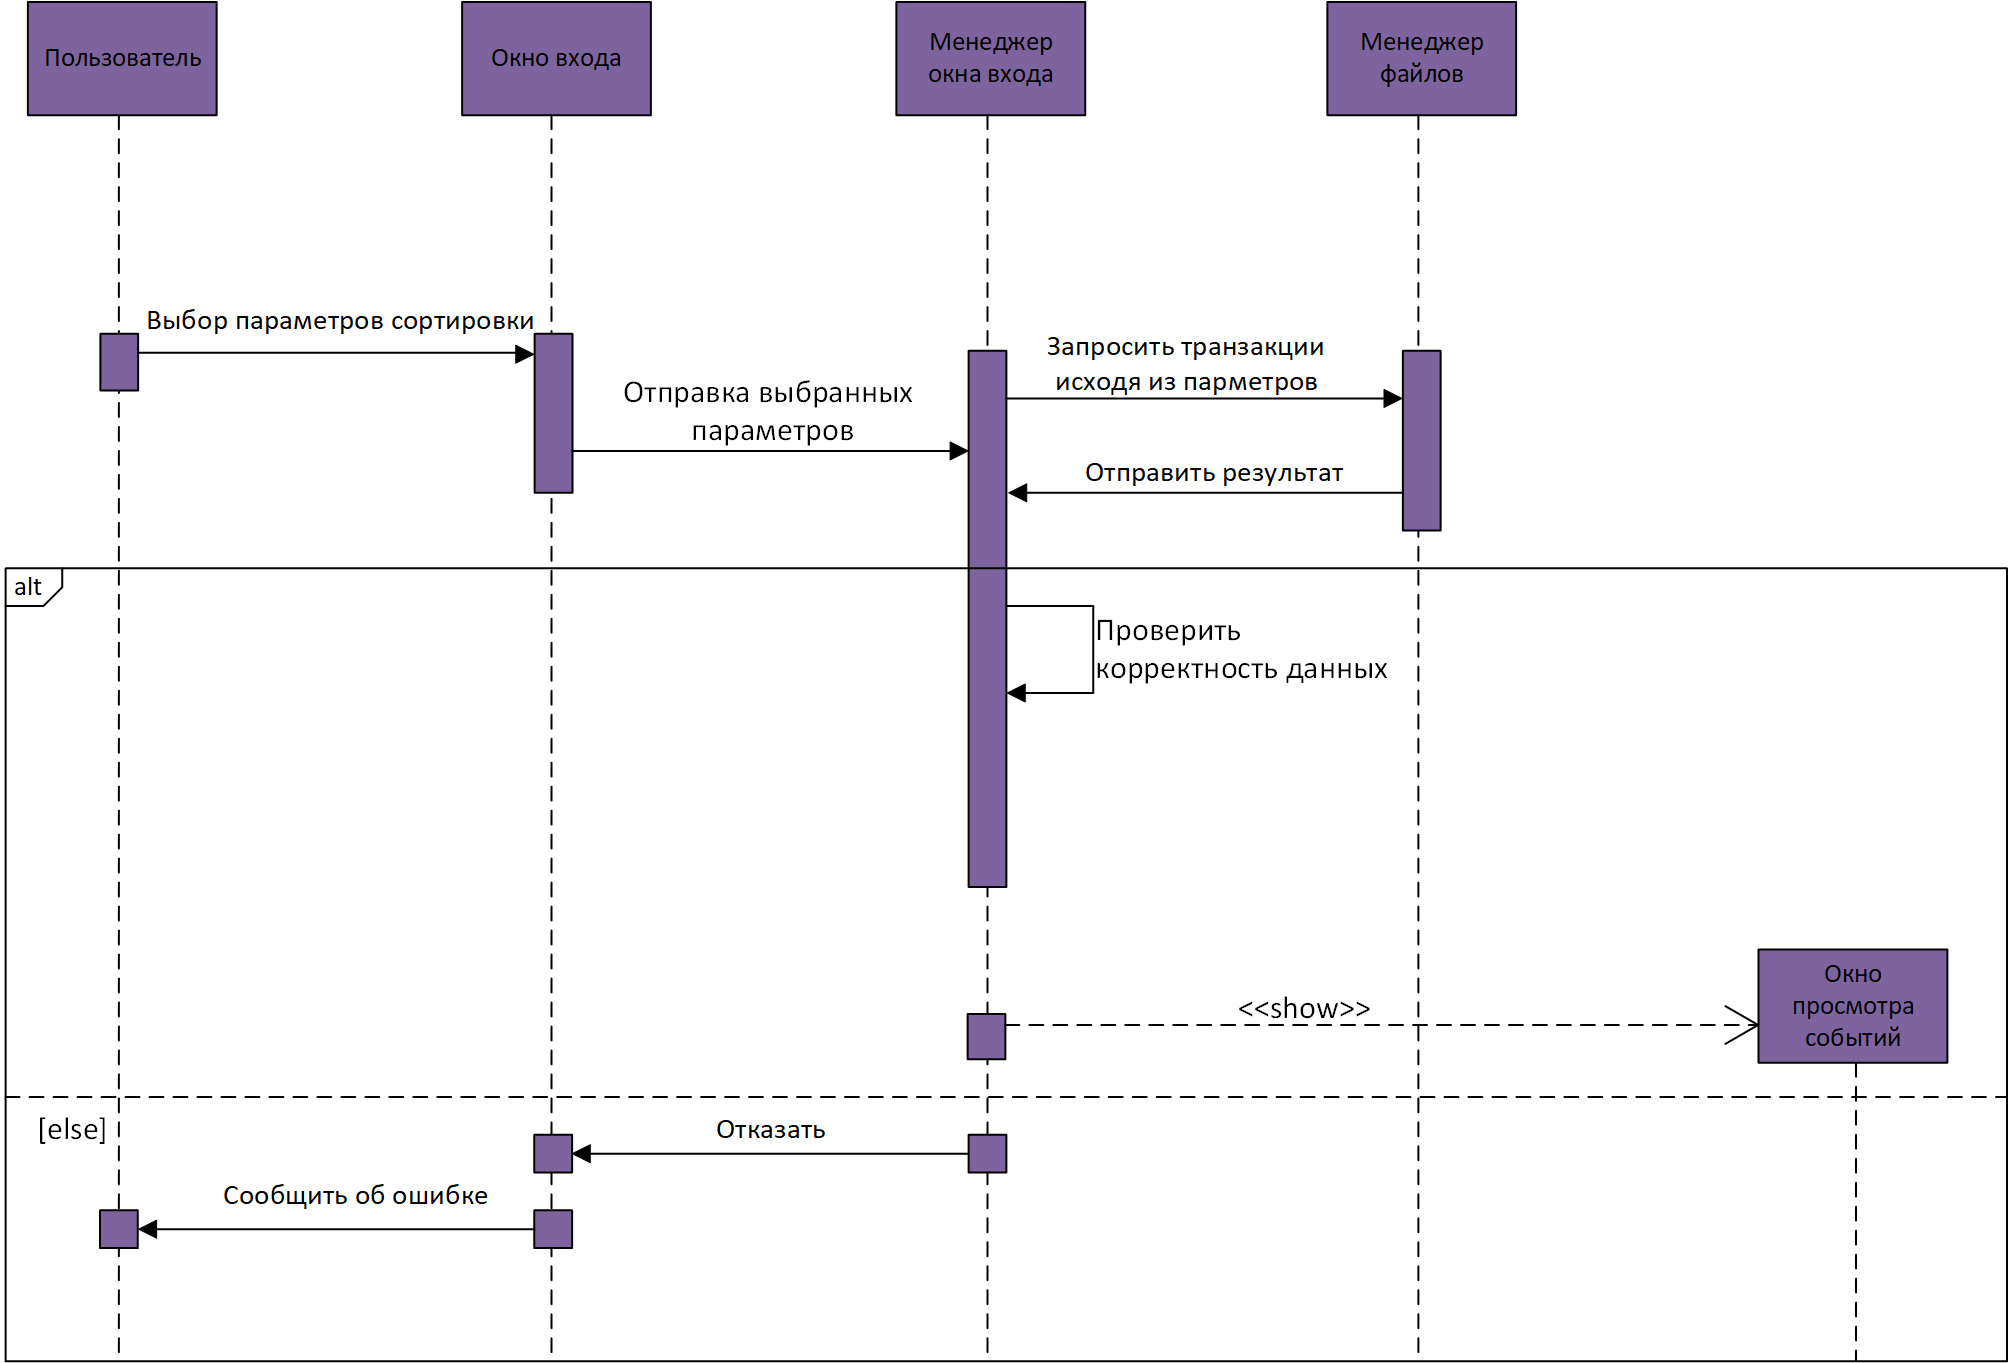 Пользователь
Окно входа
Менеджер
окна входа
Менеджер
файлов
Выбор параметров сортировки
Запросить транзакции
исходя из парметров
Отправка выбранных
параметров
Отправить результат
alt
Проверить
корректность данных
Окно
просмотра
событий
<<show>>
[else]
Отказать
Сообщить об ошибке